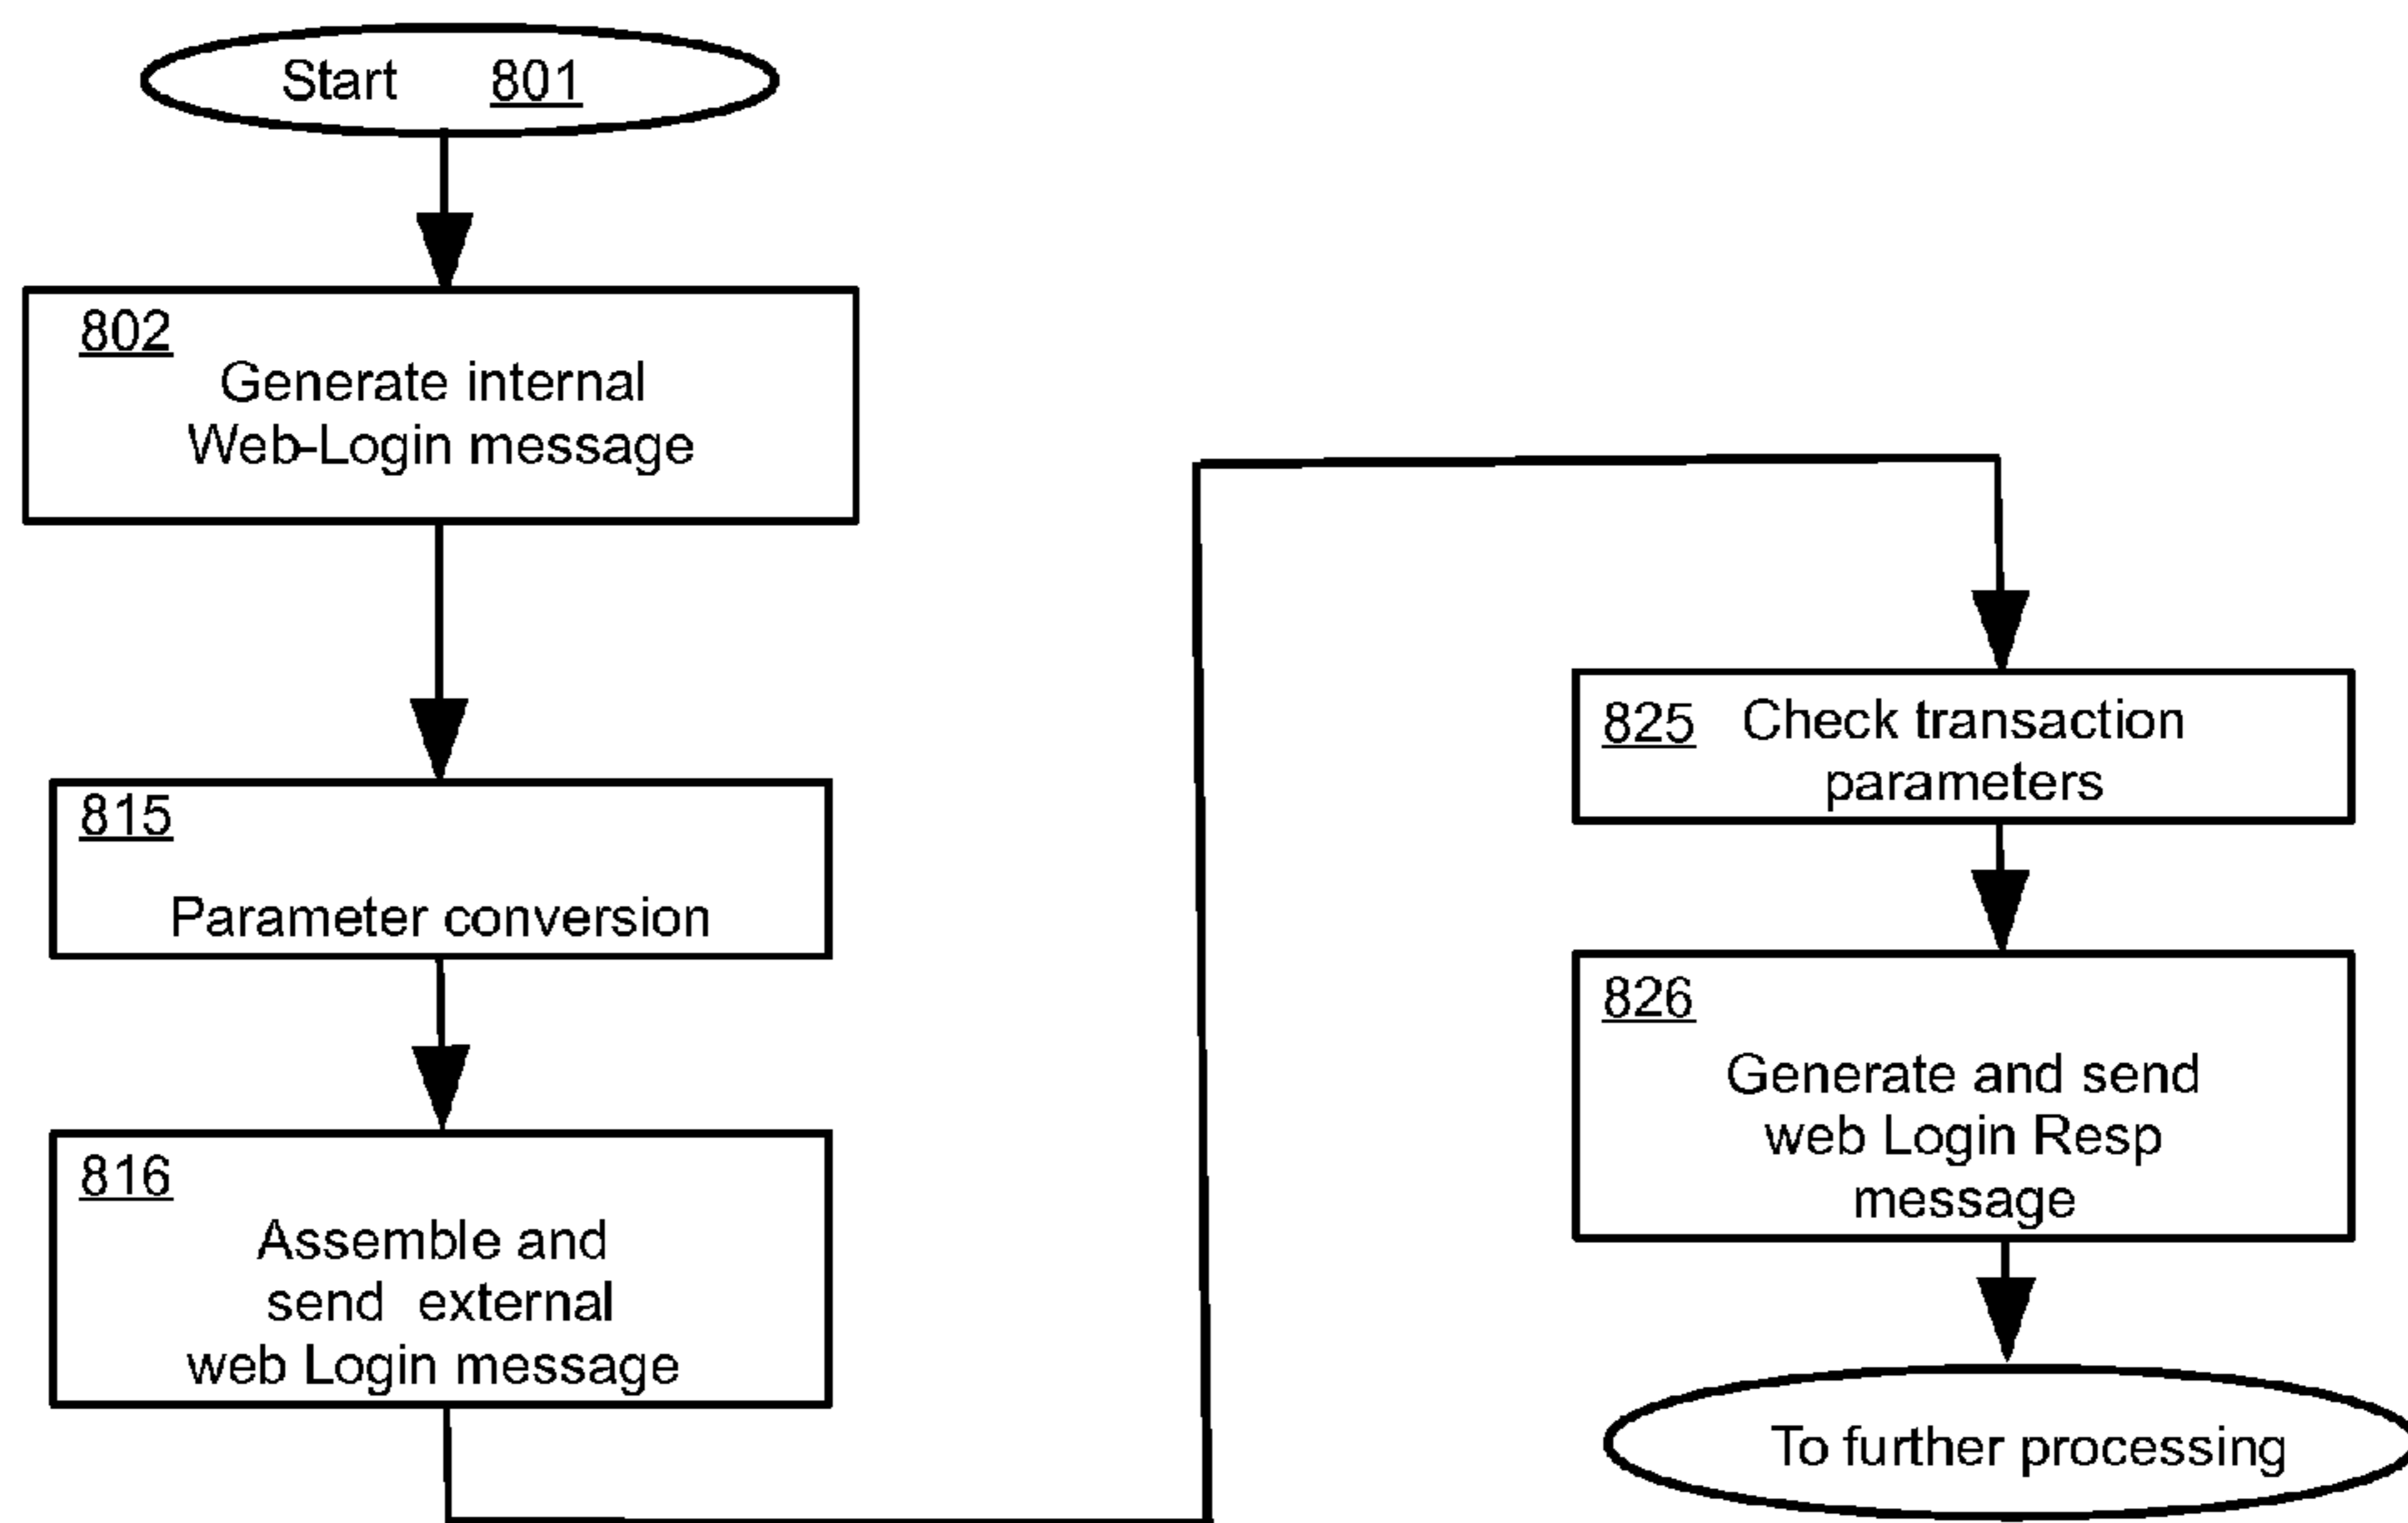 Start 801
802
Generate internal
Web-Login message
815
Parameter conversion
816
Assemble and
send external
web Login message
825 Check transaction
parameters
826
Generate and send
web Login Resp
message
To further processing